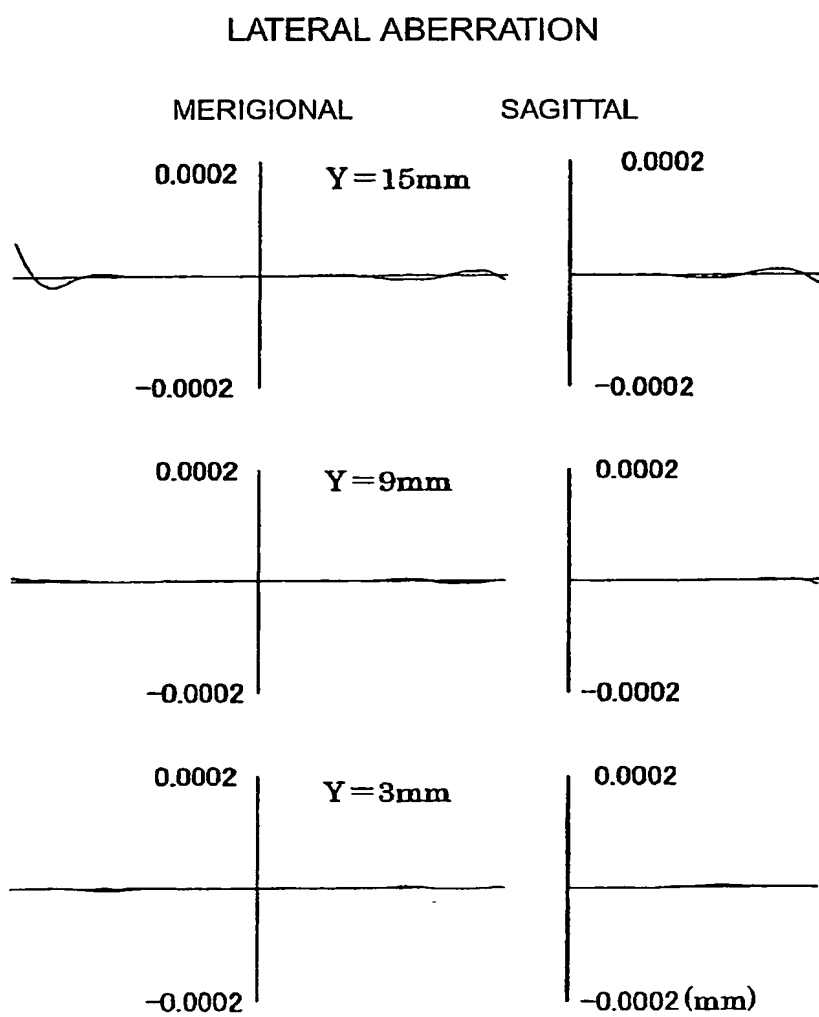 LATERAL ABERRATION
MERIGIONAL SAGITTAL
0.0002 Y=15mm 0.0002
−0.0002 −0.0002
0.0002 Y=9mm 0.0002
−0.0002 −0.0002
0.0002 Y=3mm 0.0002
−0.0002 −0.0002 (mm)